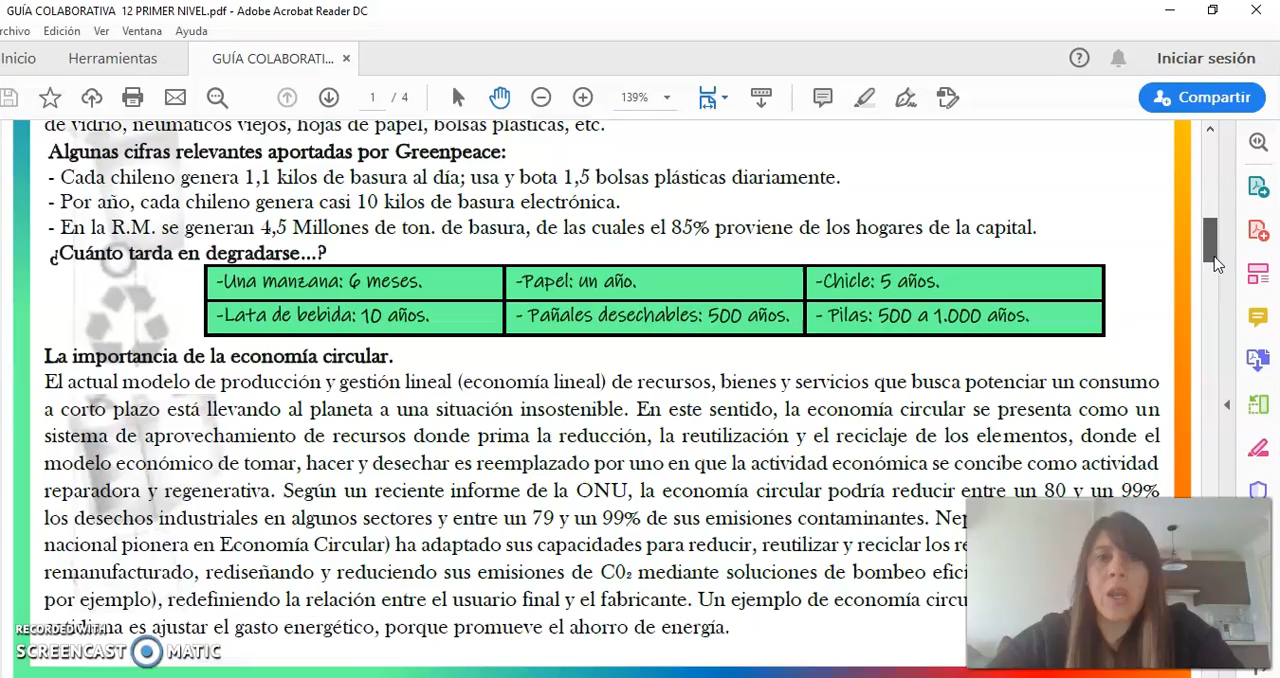 GUÍA COLABORATIVA  12 PRIMER NIVEL.pdf - Adobe Acrobat Reader DC
rchivo Edición Ver Ventana Ayuda
Inicio Herramientas GUÍA COLABORATI... × Iniciar sesión
1 / 4 139% Compartir
de vidrio, neumáticos viejos, hojas de papel, bolsas plásticas, etc.
Algunas cifras relevantes aportadas por Greenpeace:
- Cada chileno genera 1,1 kilos de basura al día; usa y bota 1,5 bolsas plásticas diariamente.
- Por año, cada chileno genera casi 10 kilos de basura electrónica.
- En la R.M. se generan 4,5 Millones de ton. de basura, de las cuales el 85% proviene de los hogares de la capital.
¿Cuánto tarda en degradarse...?
-Una manzana: 6 meses. -Papel: un año. -Chicle: 5 años.
-Lata de bebida: 10 años. - Pañales desechables: 500 años. - Pilas: 500 a 1.000 años.
La importancia de la economía circular.
El actual modelo de producción y gestión lineal (economía lineal) de recursos, bienes y servicios que busca potenciar un consumo
a corto plazo está llevando al planeta a una situación insostenible. En este sentido, la economía circular se presenta como un
sistema de aprovechamiento de recursos donde prima la reducción, la reutilización y el reciclaje de los elementos, donde el
modelo económico de tomar, hacer y desechar es reemplazado por uno en que la actividad económica se concibe como actividad
reparadora y regenerativa. Según un reciente informe de la ONU, la economía circular podría reducir entre un 80 y un 99%
los desechos industriales en algunos sectores y entre un 79 y un 99% de sus emisiones contaminantes.
nacional pionera en Economía Circular) ha adaptado sus capacidades para reducir, reutilizar y reciclar los
remanufacturado, rediseñando y reduciendo sus emisiones de C0₂ mediante soluciones de bombeo
por ejemplo), redefiniendo la relación entre el usuario final y el fabricante. Un ejemplo de economía
es ajustar el gasto energético, porque promueve el ahorro de energía.
RECORDED WITH
SCREENCAST MATIC